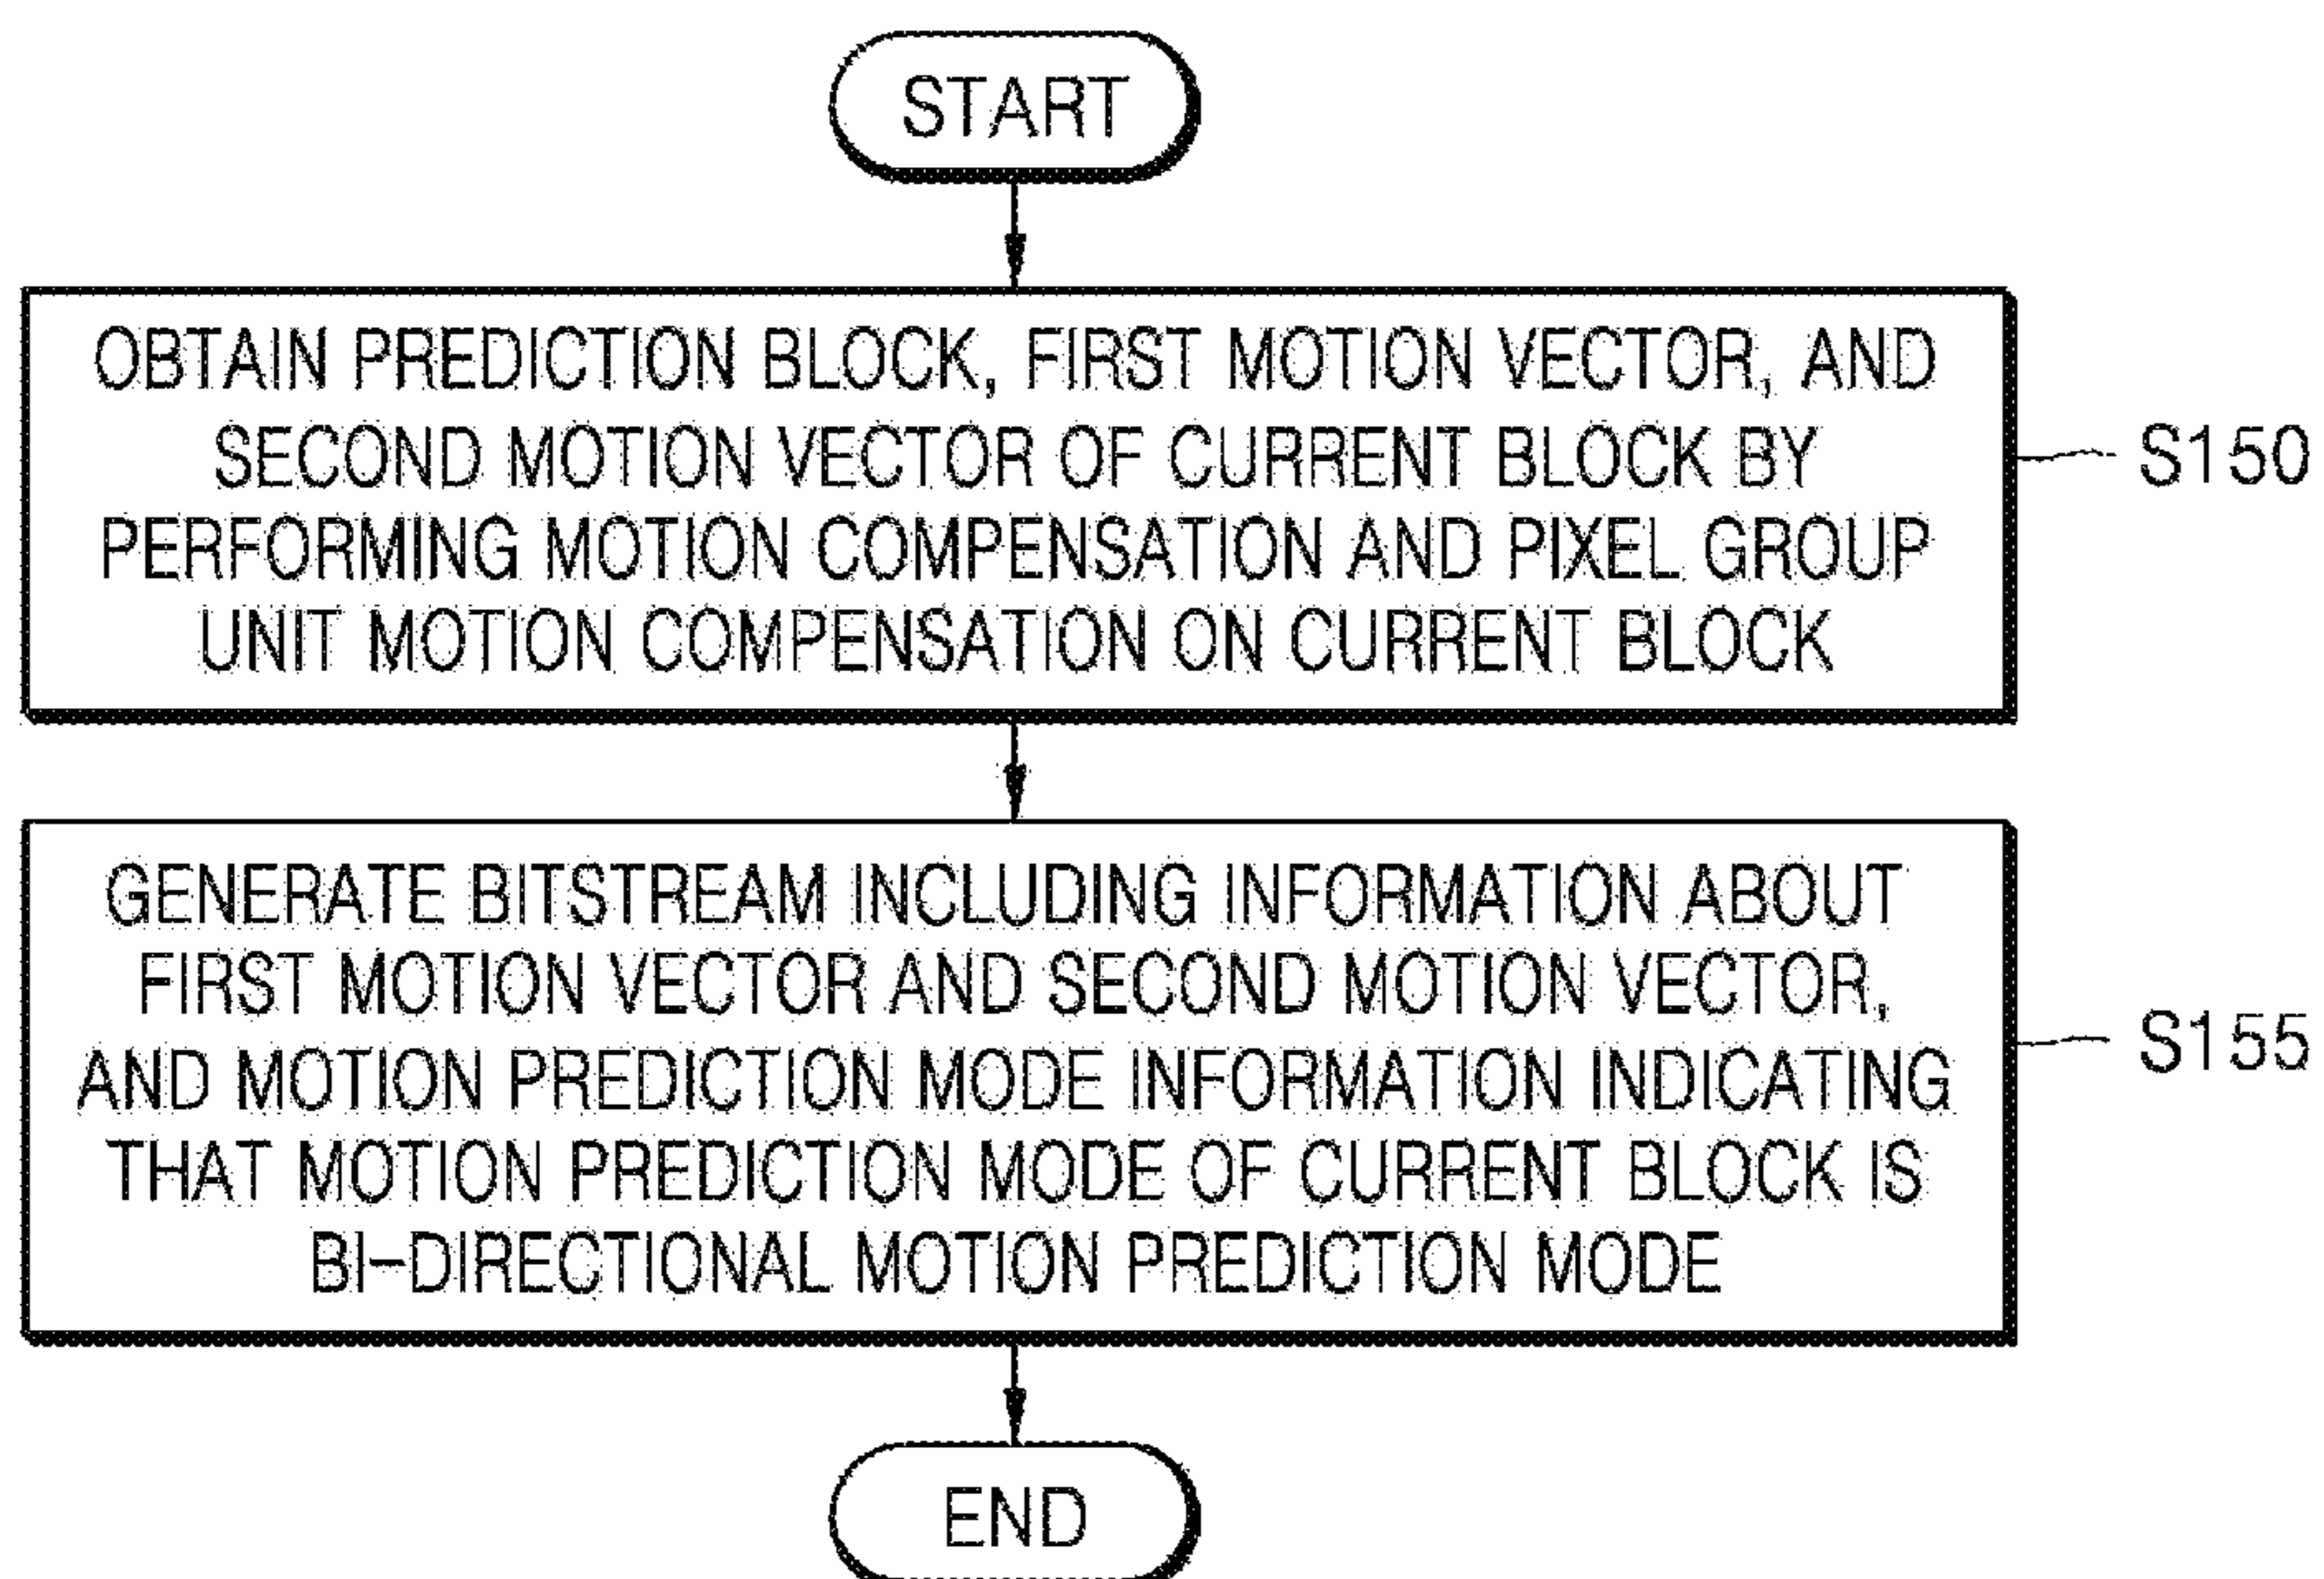 START
OBTAIN PREDICTION BLOCK, FIRST MOTION VECTOR, AND
SECOND MOTION VECTOR OF CURRENT BLOCK BY
PERFORMING MOTION COMPENSATION AND PIXEL GROUP
UNIT MOTION COMPENSATION ON CURRENT BLOCK
S150
GENERATE BITSTREAM INCLUDING INFORMATION ABOUT
FIRST MOTION VECTOR AND SECOND MOTION VECTOR,
AND MOTION PREDICTION MODE INFORMATION INDICATING
THAT MOTION PREDICTION MODE OF CURRENT BLOCK IS
BI-DIRECTIONAL MOTION PREDICTION MODE
S155
END